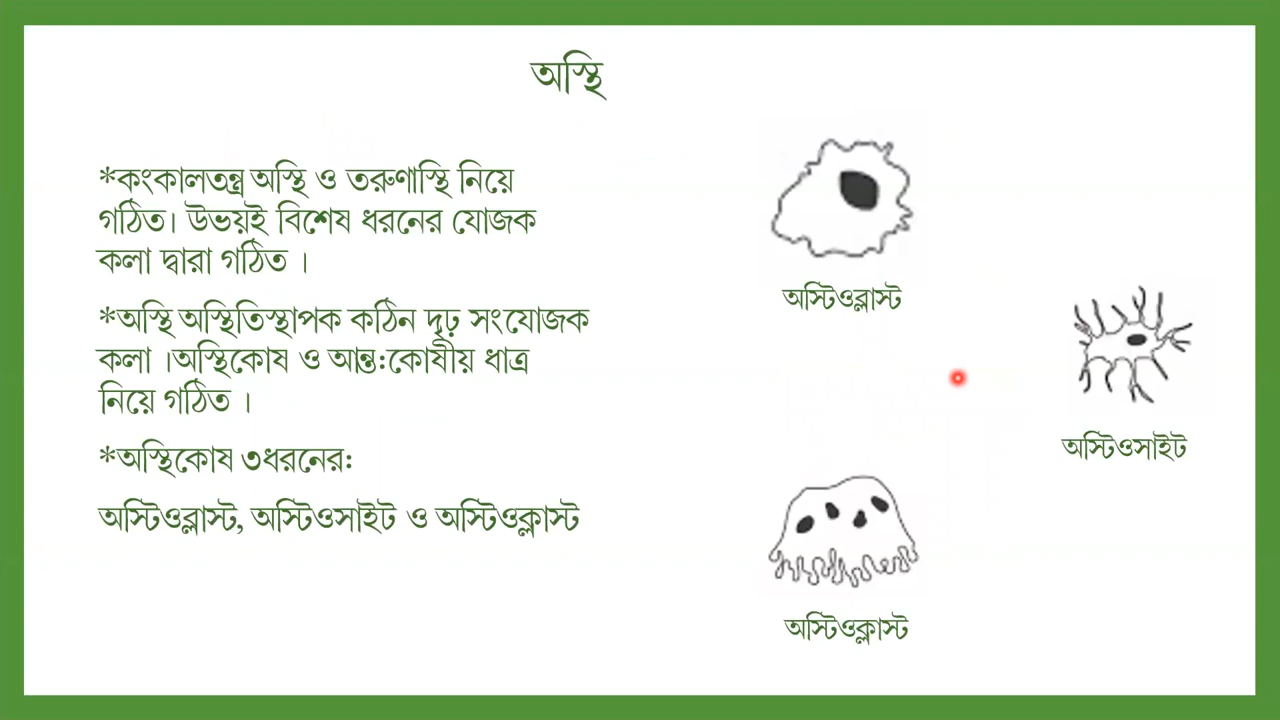 অস্থি
*কংকালতন্ত্র অস্থি ও তরুণাস্থি নিয়ে
গঠিত। উভয়ই বিশেষ ধরনের যোজক
কলা দ্বারা গঠিত ।
*অস্থি অস্থিতিস্থাপক কঠিন দৃঢ় সংযোজক
কলা ।অস্থিকোষ ও আন্ত:কোষীয় ধাত্র
নিয়ে গঠিত ।
*অস্থিকোষ ৩ধরনের:
অস্টিওব্লাস্ট, অস্টিওসাইট ও অস্টিওক্লাস্ট
অস্টিওব্লাস্ট
অস্টিওসাইট
অস্টিওক্লাস্ট